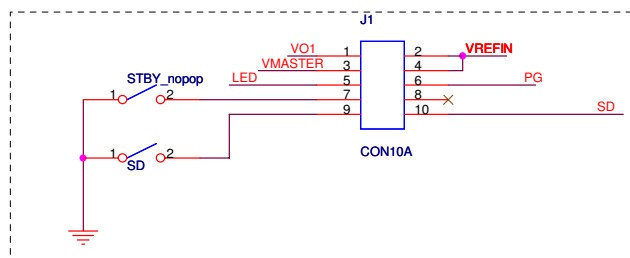 J1
VO1 1 2 VREFIN
VMASTER 3 4
STBY_nopop LED 5 6 PG
1 2 7 8
9 10 SD
1 2
SD
CON10A